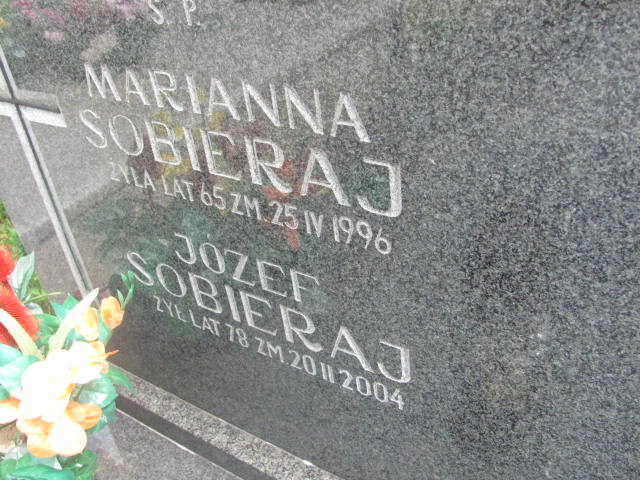 Ś. P.
MARIANNA
SOBIERAJ
ŻYŁA LAT 65 ZM. 25 IV 1996
JÓZEF
SOBIERAJ
ŻYŁ LAT 78 ZM 20 II 2004